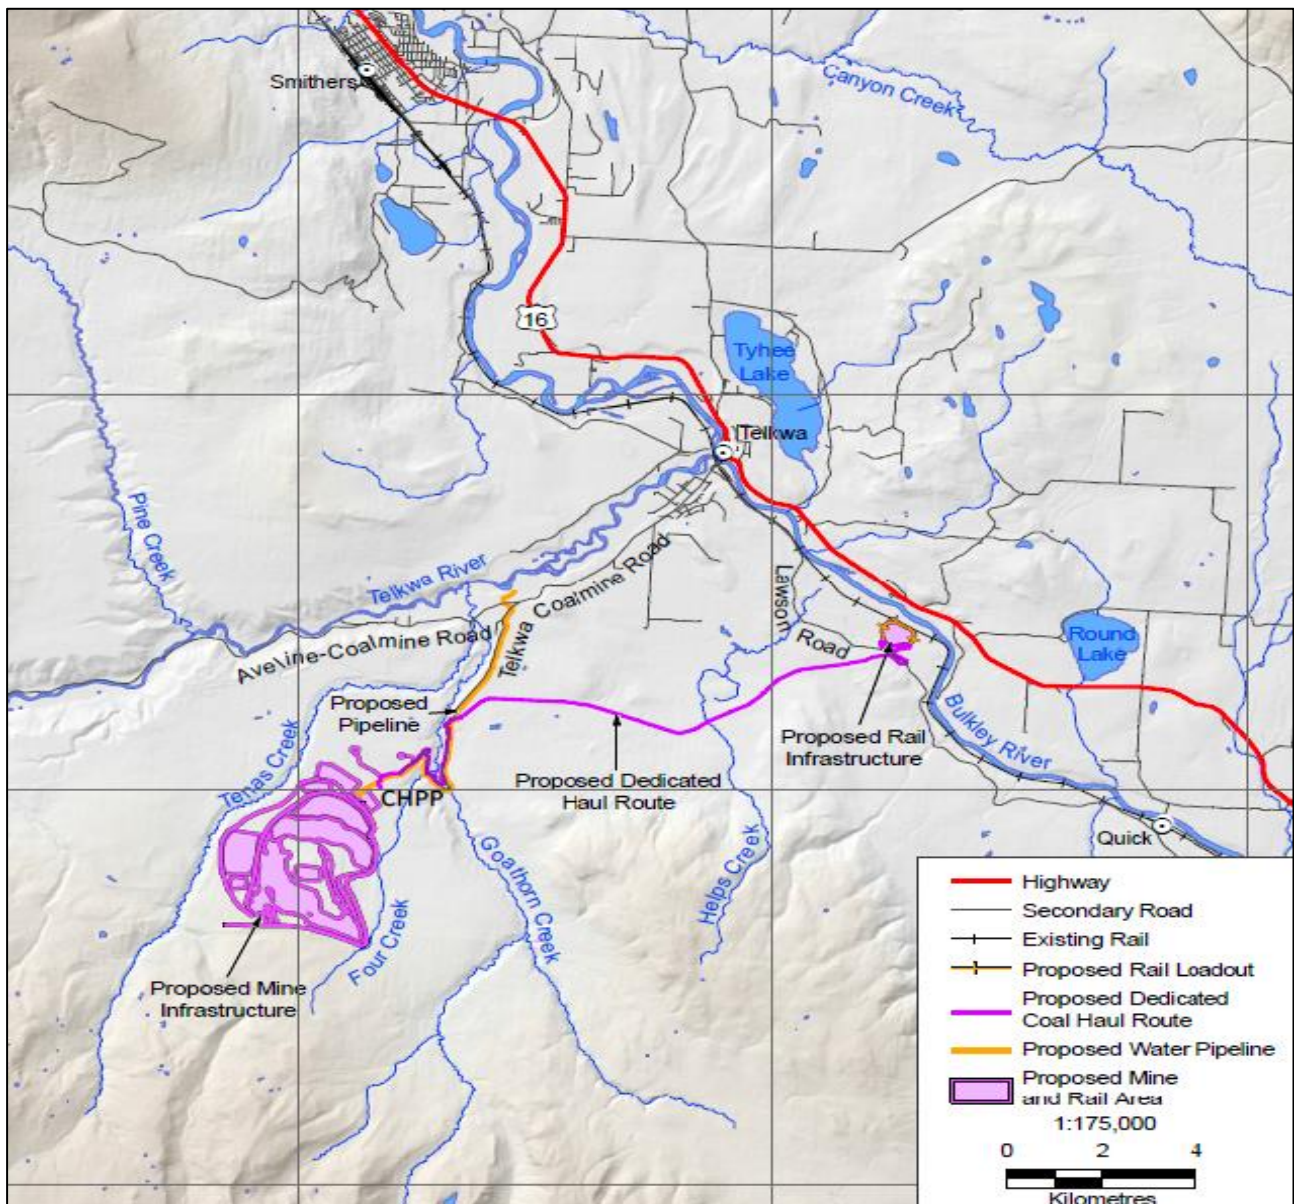 Smithers
Canyon Creek
16
Tyhee
Lake
Telkwa
Pine Creek
Telkwa River
Telkwa Coalmine Road
Aveline-Coalmine Road
Lawson
Road
Round
Lake
Proposed
Pipeline
Bulkley River
Proposed Rail
Infrastructure
Tenas Creek
Proposed Dedicated
Haul Route
CHPP
Quick
Goathorn Creek
Helps Creek
Four Creek
Proposed Mine
Infrastructure
Highway
Secondary Road
Existing Rail
Proposed Rail Loadout
Proposed Dedicated
Coal Haul Route
Proposed Water Pipeline
Proposed Mine
and Rail Area
1:175,000
0 2 4
Kilometres